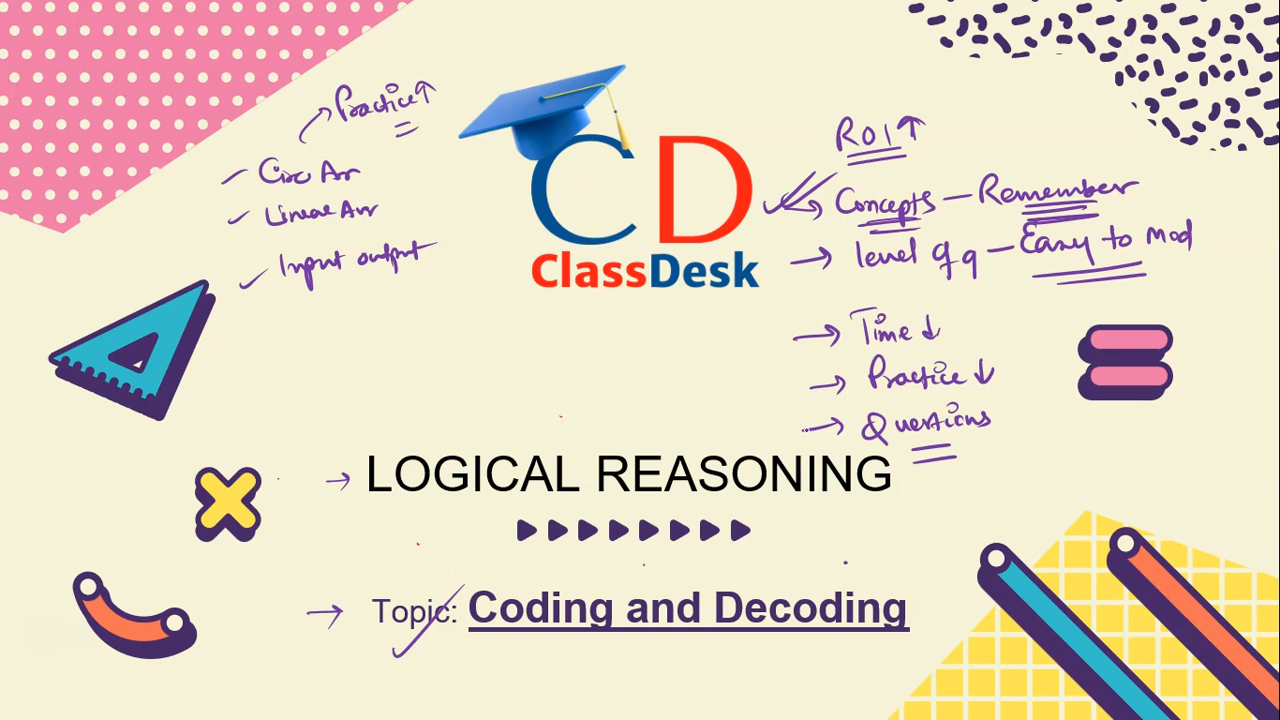 Practice↑
Circ Ar
Linear Arr
Input output
CD
ClassDesk
ROI↑
Concepts — Remember
level of q — Easy to Mod
Time ↓
Practice ↓
Questions
LOGICAL REASONING
Topic: Coding and Decoding